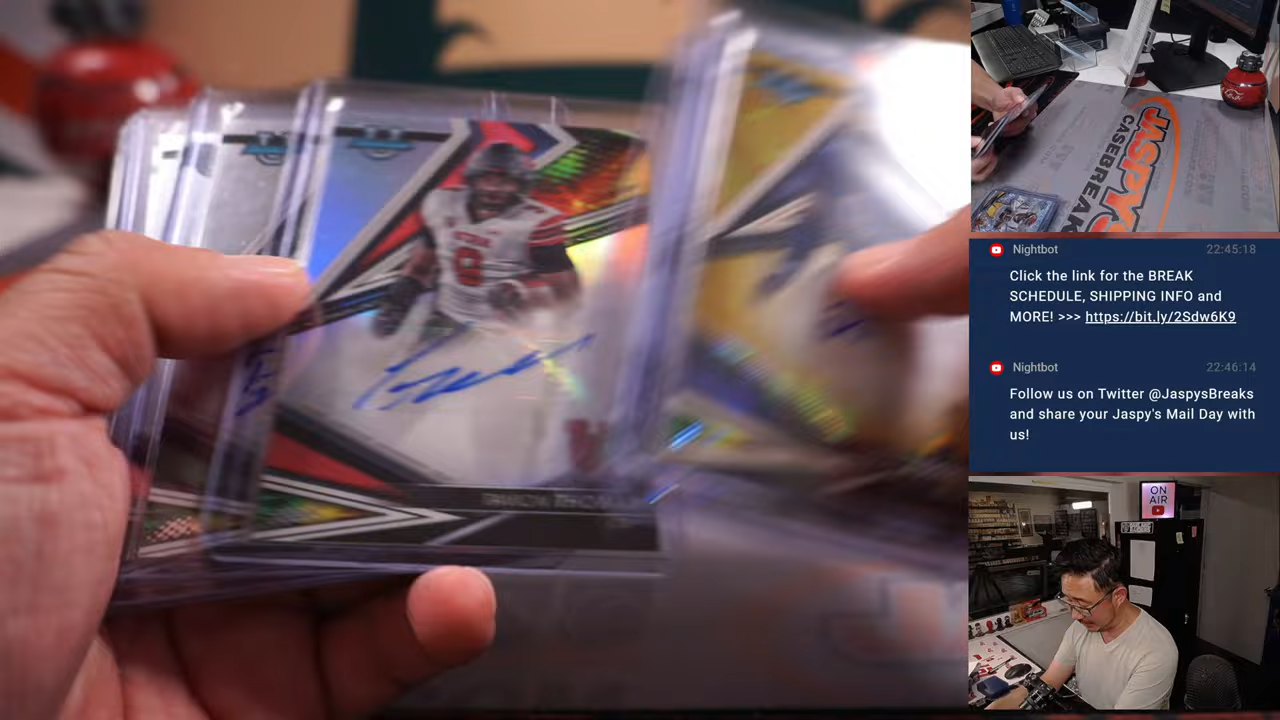 Nightbot 22:45:18
Click the link for the BREAK
SCHEDULE, SHIPPING INFO and
MORE! >>> https://bit.ly/2Sdw6K9
Nightbot 22:46:14
Follow us on Twitter @JaspysBreaks
and share your Jaspy's Mail Day with
us!
JASPY'S
CASEBREAK
ON
AIR